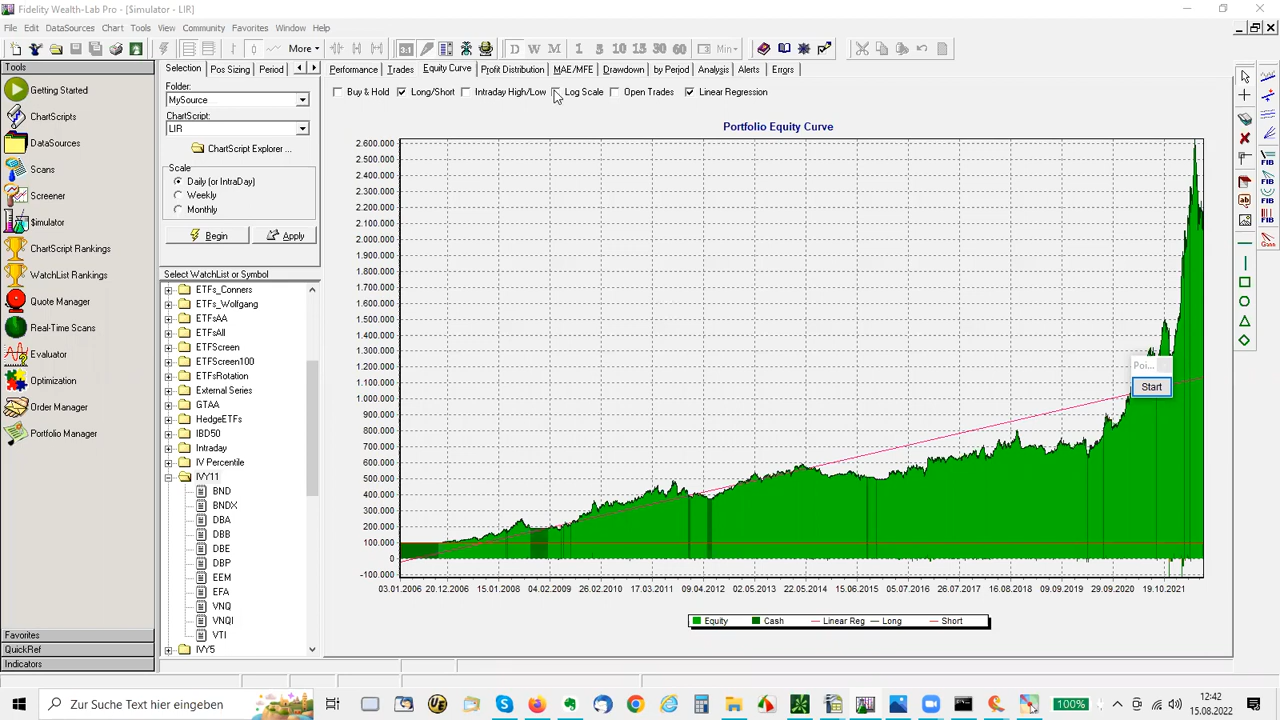 Fidelity Wealth-Lab Pro - $imulator - LIR
File Edit DataSources Chart Tools View Community Favorites Window Help
More 3:1 D W M 1 5 10 15 30 60 Min
Tools
Selection Pos Sizing Period
Performance Trades Equity Curve Profit Distribution MAE/MFE Drawdown by Period Analysis Alerts Errors
Buy & Hold Long/Short Intraday High/Low Log Scale Open Trades Linear Regression
Getting Started
ChartScripts
DataSources
Scans
Screener
$imulator
ChartScript Rankings
WatchList Rankings
Quote Manager
Real-Time Scans
Evaluator
Optimization
Order Manager
Portfolio Manager
Favorites
QuickRef
Indicators
Folder:
MySource
ChartScript:
LIR
ChartScript Explorer ...
Scale
Daily (or IntraDay)
Weekly
Monthly
Begin Apply
Select WatchList or Symbol
ETFs_Conners
ETFs_Wolfgang
ETFsAA
ETFsAll
ETFScreen
ETFScreen100
ETFsRotation
External Series
GTAA
HedgeETFs
IBD50
Intraday
IV Percentile
IVY11
BND
BNDX
DBA
DBB
DBE
DBP
EEM
EFA
VNQ
VNQI
VTI
IVY5
Portfolio Equity Curve
2.600.000
2.500.000
2.400.000
2.300.000
2.200.000
2.100.000
2.000.000
1.900.000
1.800.000
1.700.000
1.600.000
1.500.000
1.400.000
1.300.000
1.200.000
1.100.000
1.000.000
900.000
800.000
700.000
600.000
500.000
400.000
300.000
200.000
100.000
0
-100.000
03.01.2006 20.12.2006 15.01.2008 04.02.2009 26.02.2010 17.03.2011 09.04.2012 02.05.2013 22.05.2014 15.06.2015 05.07.2016 26.07.2017 16.08.2018 09.09.2019 29.09.2020 19.10.2021
Equity Cash Linear Reg Long Short
Poi...
Start
FIB
FIB
FIB
FIB
Gann
Zur Suche Text hier eingeben
100%
12:42
15.08.2022